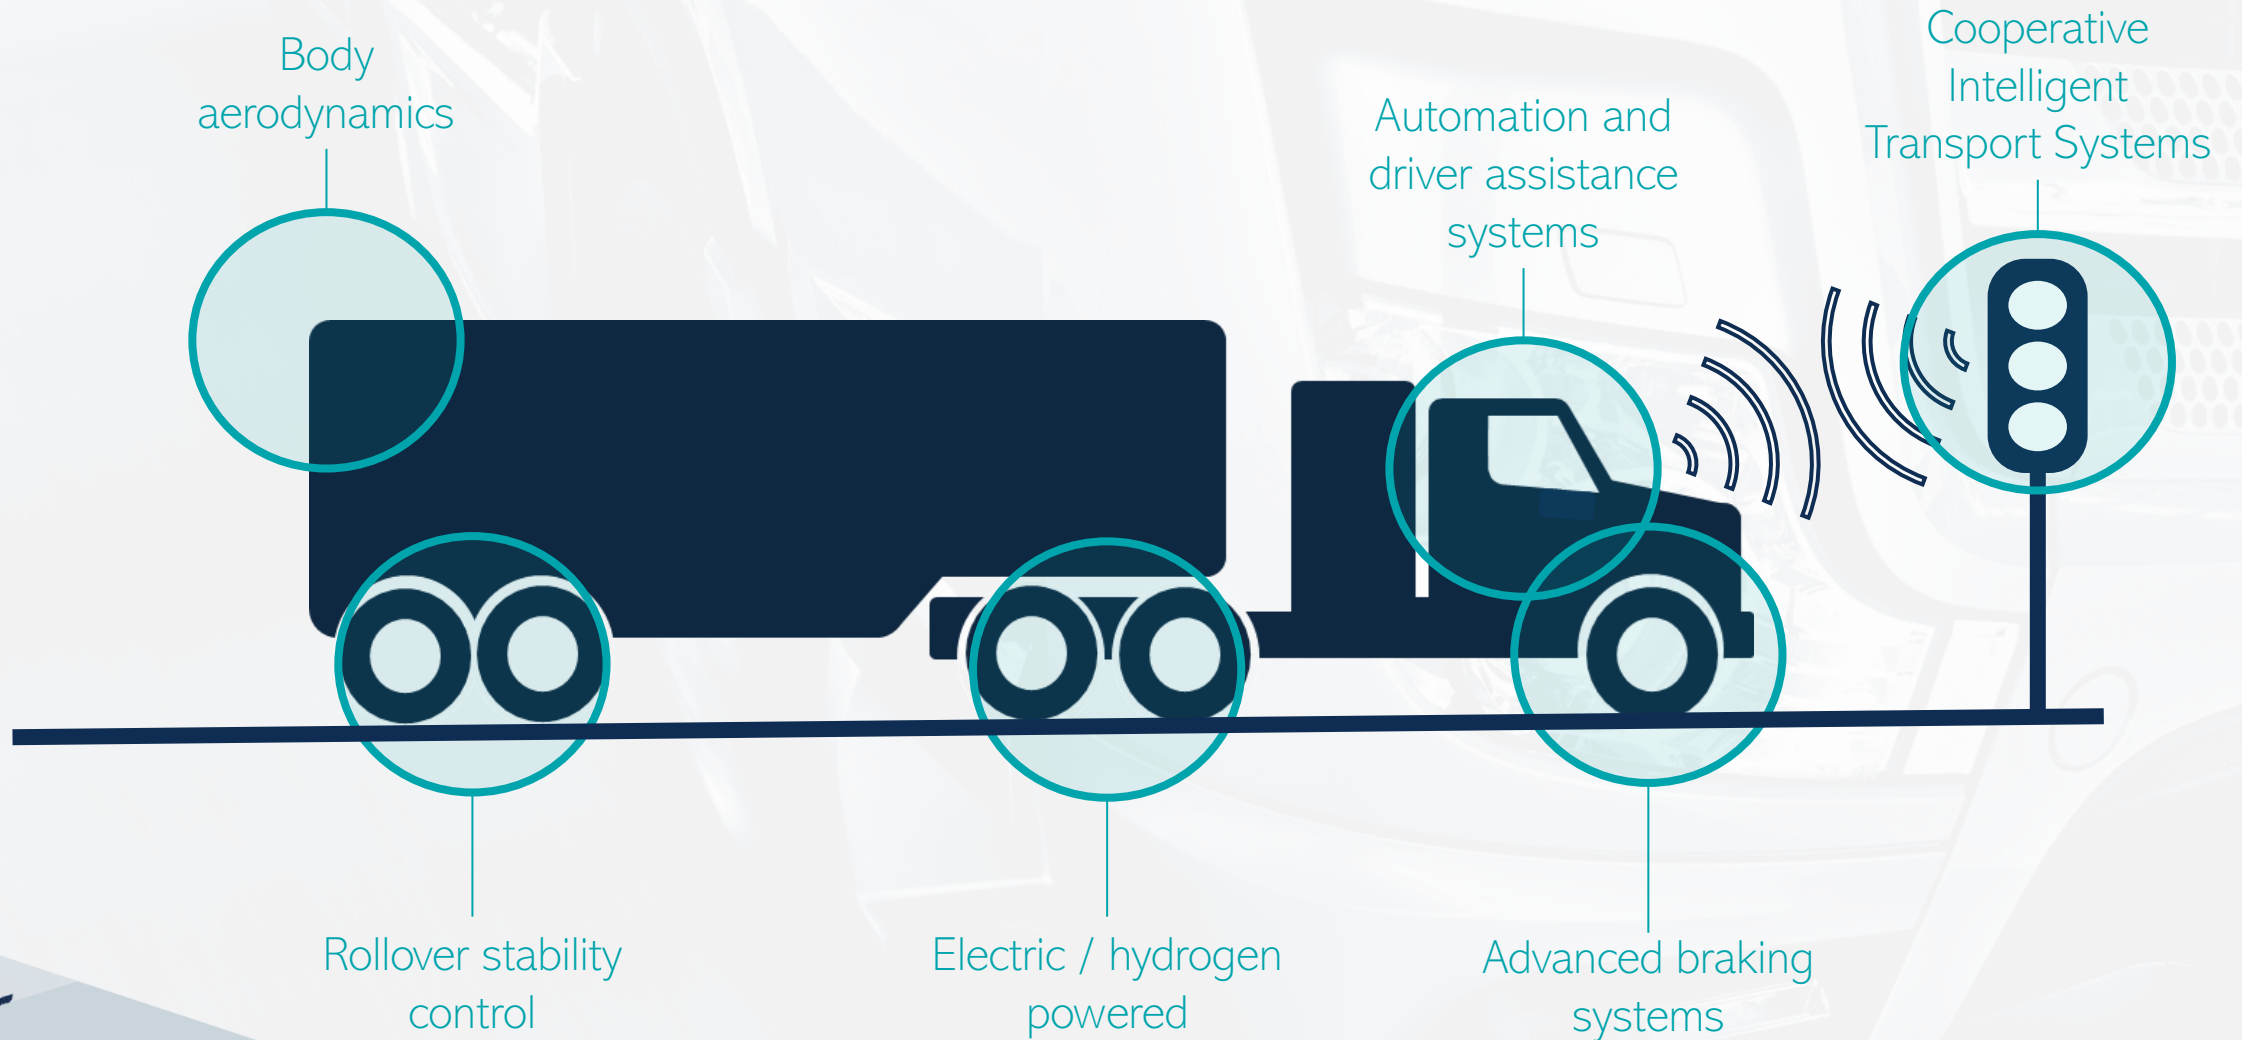 Body
aerodynamics
Automation and
driver assistance
systems
Cooperative
Intelligent
Transport Systems
Rollover stability
control
Electric / hydrogen
powered
Advanced braking
systems